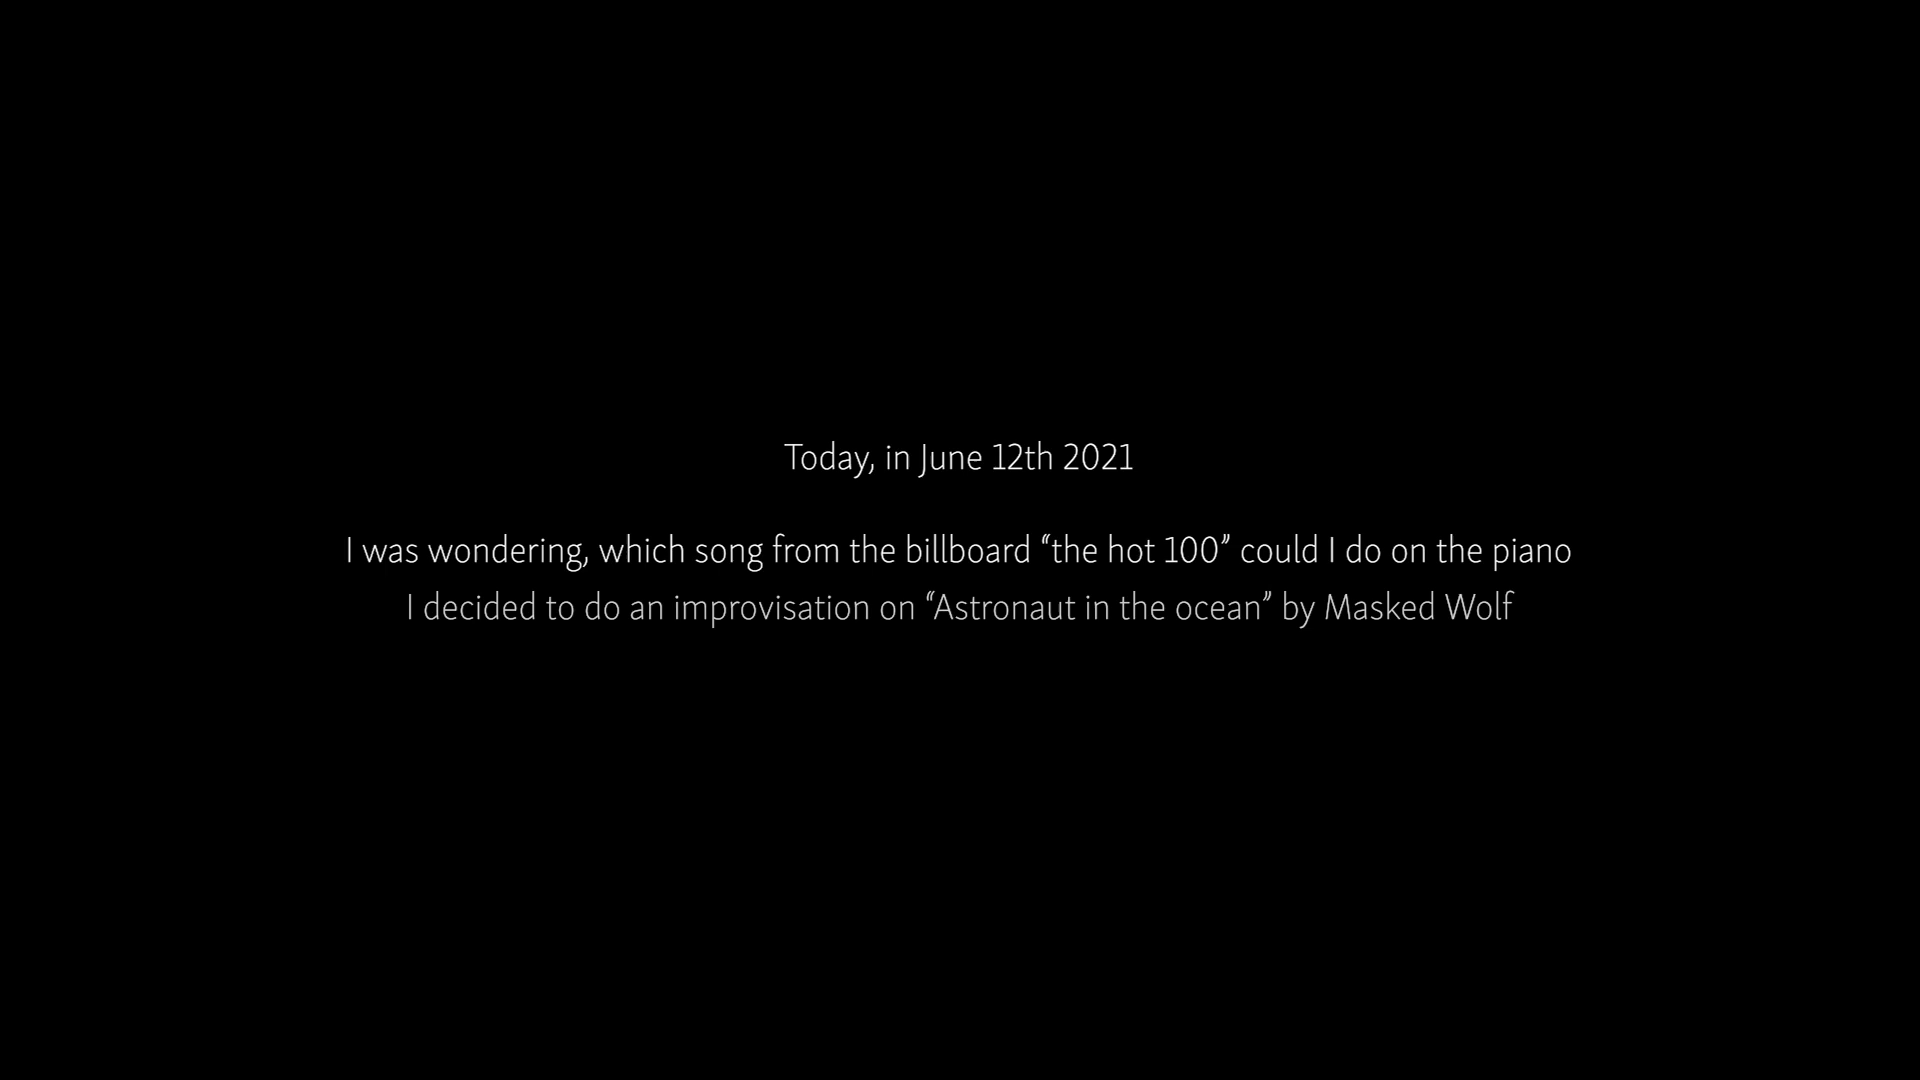 Today, in June 12th 2021
I was wondering, which song from the billboard “the hot 100” could I do on the piano
I decided to do an improvisation on “Astronaut in the ocean” by Masked Wolf